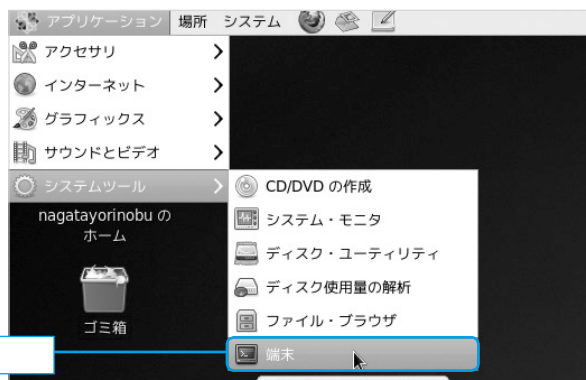 アプリケーション 場所 システム
アクセサリ
インターネット
グラフィックス
サウンドとビデオ
システムツール
CD/DVD の作成
システム・モニタ
ディスク・ユーティリティ
ディスク使用量の解析
ファイル・ブラウザ
端末
nagatayorinobu の
ホーム
ゴミ箱